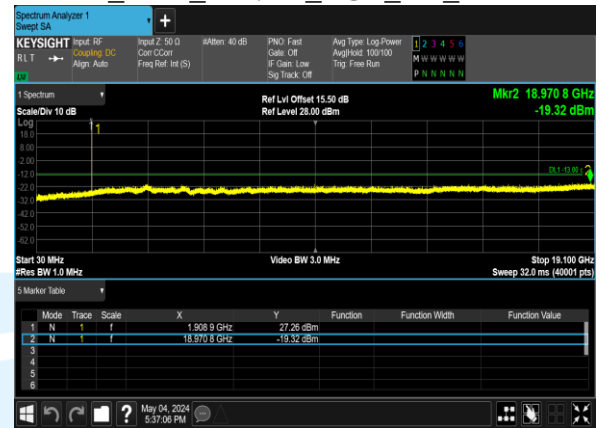 Spectrum Analyzer 1
Swept SA
KEYSIGHT
RLT
Input: RF
Coupling: DC
Align: Auto
Input Z: 50 Ω
Corr CCorr
Freq Ref: Int (S)
#Atten: 40 dB
PNO: Fast
Gate: Off
IF Gain: Low
Sig Track: Off
Avg Type: Log-Power
Avg|Hold: 100/100
Trig: Free Run
1 2 3 4 5 6
M W W W W W
P N N N N N
1 Spectrum
Scale/Div 10 dB
Log
Ref Lvl Offset 15.50 dB
Ref Level 28.00 dBm
Mkr2 18.970 8 GHz
-19.32 dBm
18.0
8.00
-2.00
-12.0
-22.0
-32.0
-42.0
-52.0
-62.0
1
2
Start 30 MHz
#Res BW 1.0 MHz
Video BW 3.0 MHz
Stop 19.100 GHz
Sweep 32.0 ms (40001 pts)
5 Marker Table
Mode Trace Scale X Y Function Function Width Function Value
1 N 1 f 1.908 9 GHz 27.26 dBm
2 N 1 f 18.970 8 GHz -19.32 dBm
3
4
5
6
?
May 04, 2024
5:37:06 PM